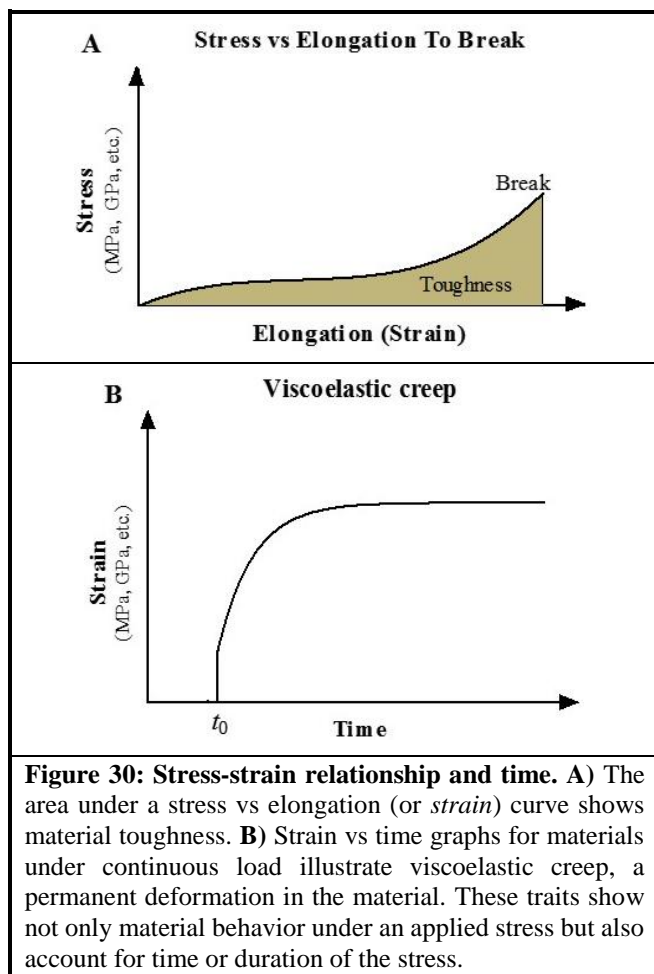 A
Stress vs Elongation To Break
Stress
(MPa, GPa, etc.)
Break
Toughness
Elongation (Strain)
B
Viscoelastic creep
Strain
(MPa, GPa, etc.)
t0
Time
Figure 30: Stress-strain relationship and time. A) The
area under a stress vs elongation (or strain) curve shows
material toughness. B) Strain vs time graphs for materials
under continuous load illustrate viscoelastic creep, a
permanent deformation in the material. These traits show
not only material behavior under an applied stress but also
account for time or duration of the stress.